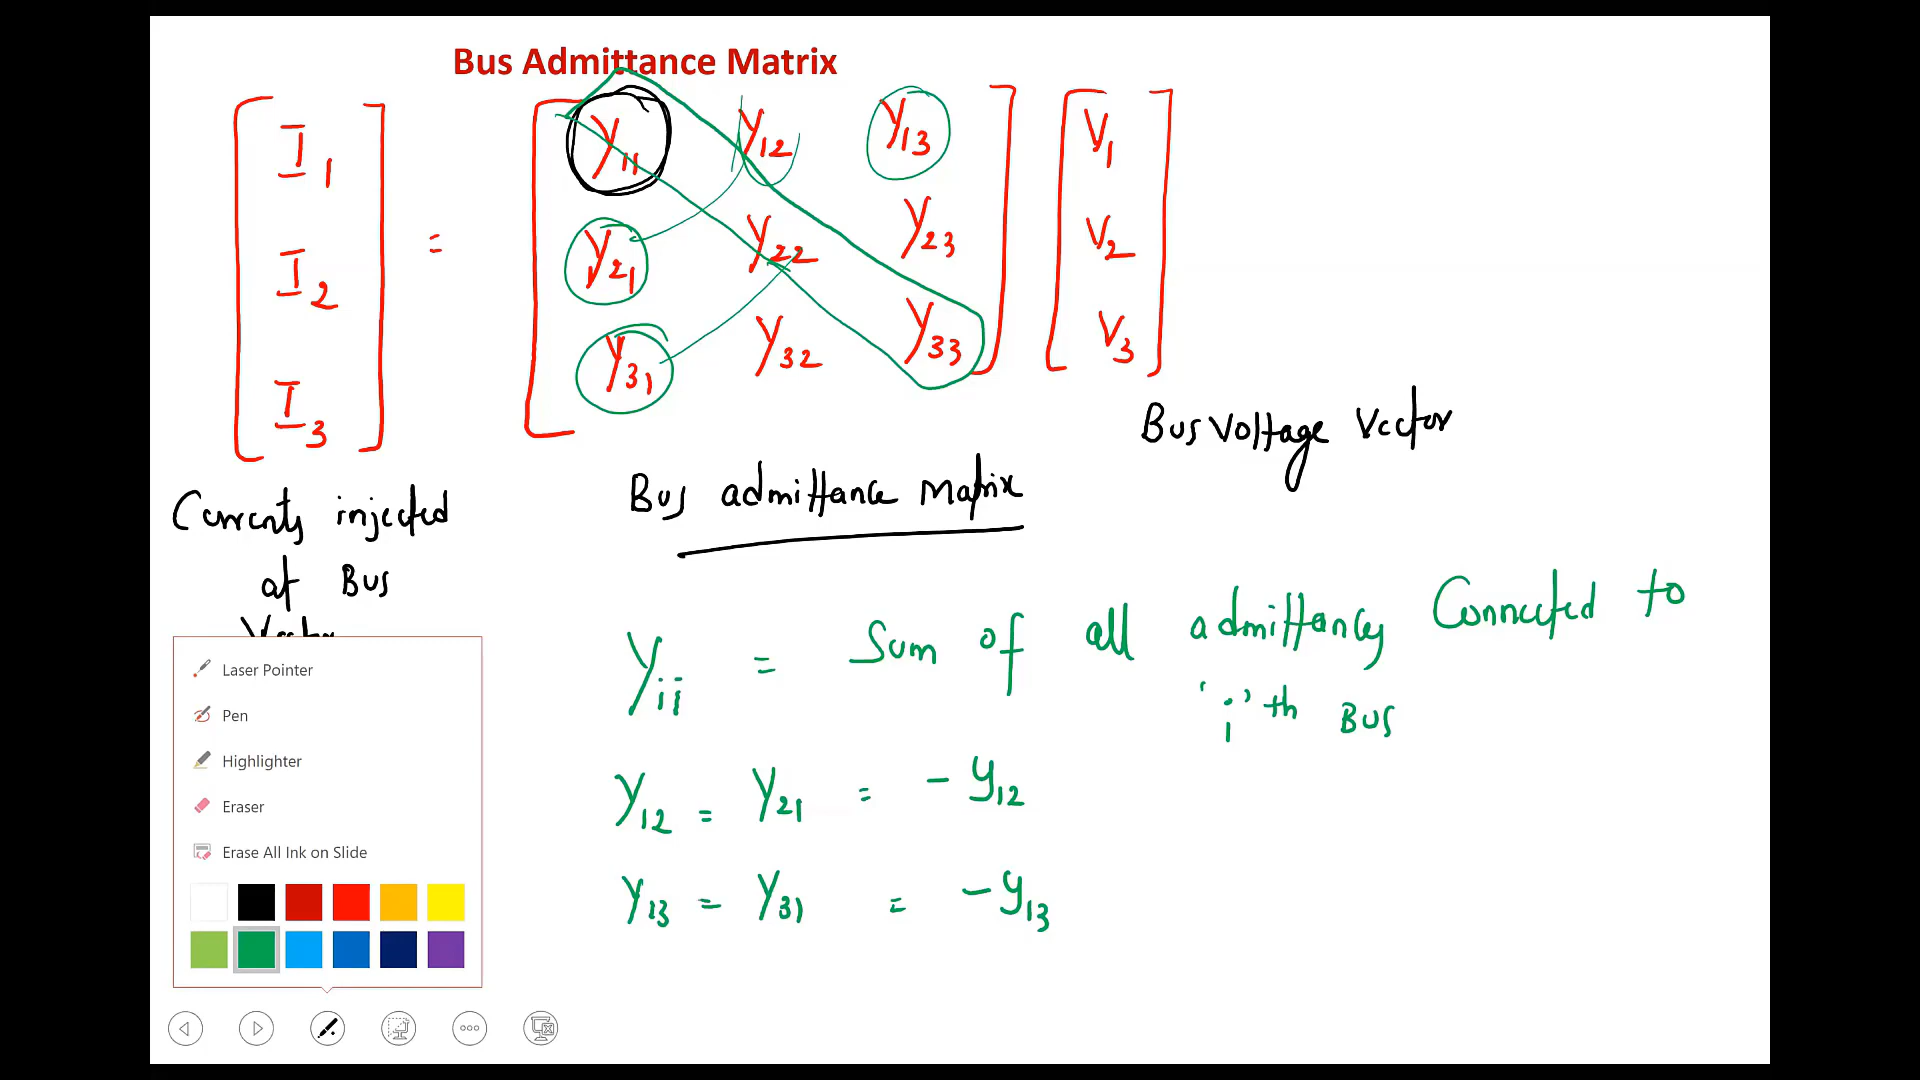 Bus Admittance Matrix
I1 = Y11 Y12 Y13 V1
I2 Y21 Y22 Y23 V2
I3 Y31 Y32 Y33 V3
Bus Voltage Vector
Bus admittance Matrix
Currents injected
at Bus
Vector
Yii = Sum of all admittances Connected to
'i'th Bus
Y12 = Y21 = - y12
Y13 = Y31 = - y13
Laser Pointer
Pen
Highlighter
Eraser
Erase All Ink on Slide